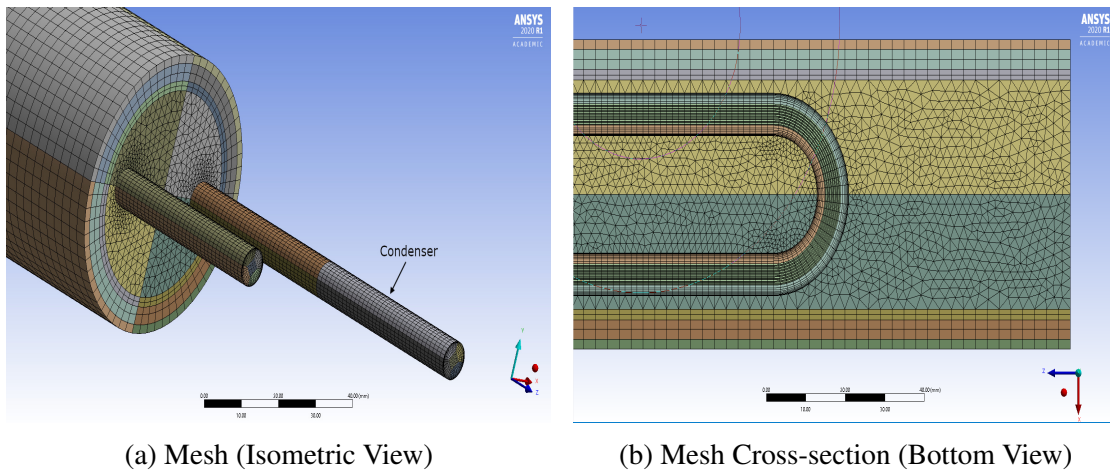 ANSYS
2020 R1
ACADEMIC
Condenser
Y
X
Z
0.00 20.00 40.00 (mm)
10.00 30.00
ANSYS
2020 R1
ACADEMIC
Z
X
0.00 20.00 40.00 (mm)
10.00 30.00
(a) Mesh (Isometric View)
(b) Mesh Cross-section (Bottom View)